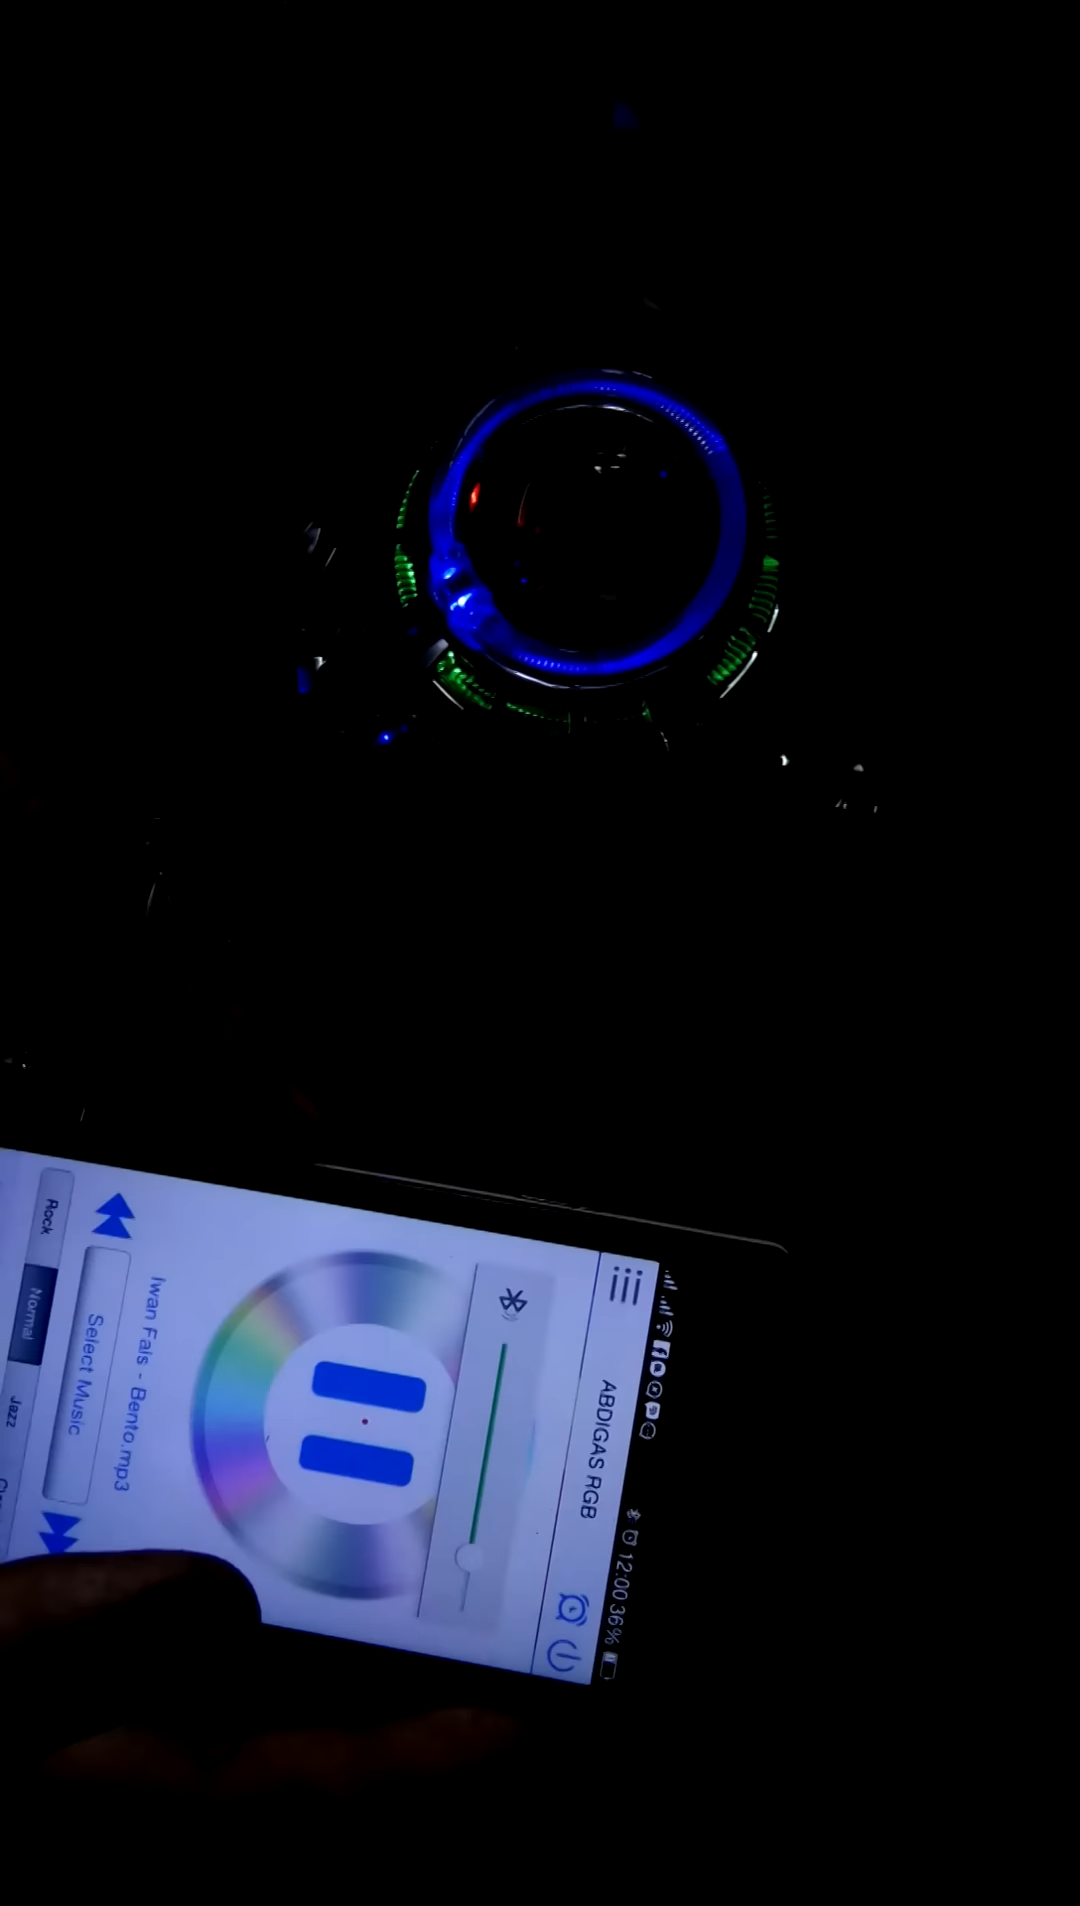 12:00 36%
ABDIGAS RGB
Iwan Fals - Bento.mp3
Select Music
Rock Normal Jazz